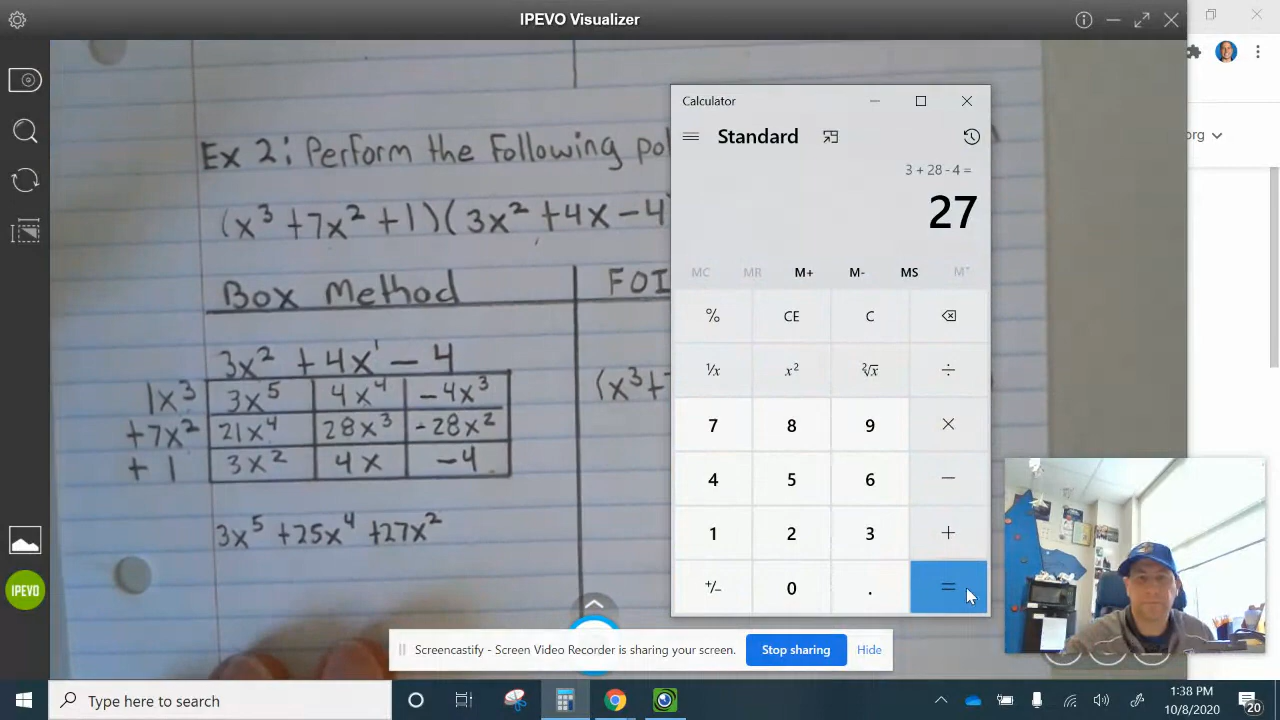 IPEVO Visualizer
org
Ex 2: Perform the Following pol
(x³ + 7x² + 1)(3x² + 4x - 4
Box Method
FOI
3x² + 4x¹ - 4
1x³ 3x⁵ 4x⁴ -4x³
+7x² 21x⁴ 28x³ -28x²
+ 1 3x² 4x -4
(x³+7
3x⁵ + 25x⁴ + 27x²
Calculator
Standard
3 + 28 - 4 =
27
MC MR M+ M- MS M˅
% CE C
¹/x x² ²√x ÷
7 8 9 ×
4 5 6 −
1 2 3 +
+/− 0 . =
IPEVO
Screencastify - Screen Video Recorder is sharing your screen.
Stop sharing
Hide
Type here to search
1:38 PM
10/8/2020
20